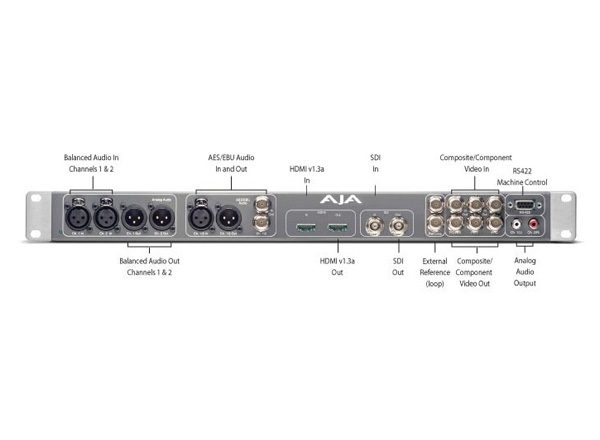 Balanced Audio In
Channels 1 & 2
AES/EBU Audio
In and Out
HDMI v1.3a
In
SDI
In
Composite/Component
Video In
RS422
Machine Control
Analog Audio
AJA
Balanced Audio Out
Channels 1 & 2
HDMI v1.3a
Out
SDI
Out
External
Reference
(loop)
Composite/
Component
Video Out
Analog
Audio
Output